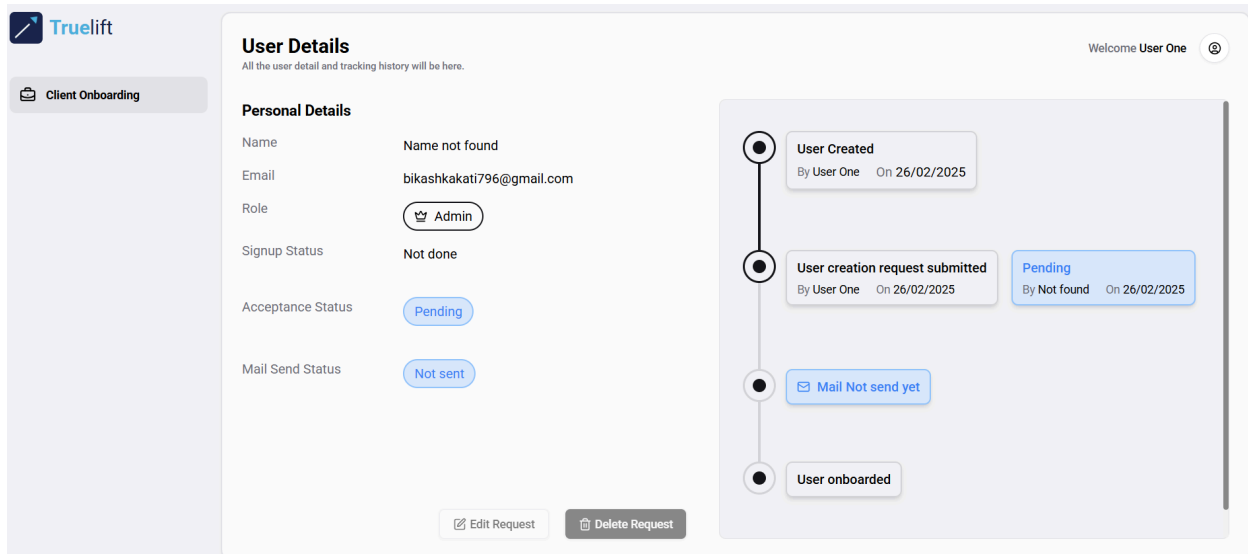 Truelift
Client Onboarding
User Details
All the user detail and tracking history will be here.
Welcome User One
Personal Details
Name Name not found
Email bikashkakati796@gmail.com
Role Admin
Signup Status Not done
Acceptance Status Pending
Mail Send Status Not sent
Edit Request Delete Request
User Created
By User One On 26/02/2025
User creation request submitted
By User One On 26/02/2025
Pending
By Not found On 26/02/2025
Mail Not send yet
User onboarded